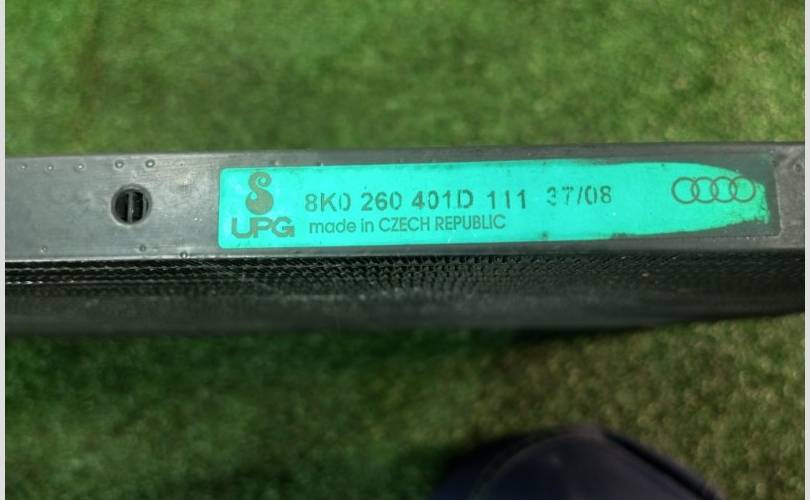 8K0 260 401D 111 37/08
UPG made in CZECH REPUBLIC